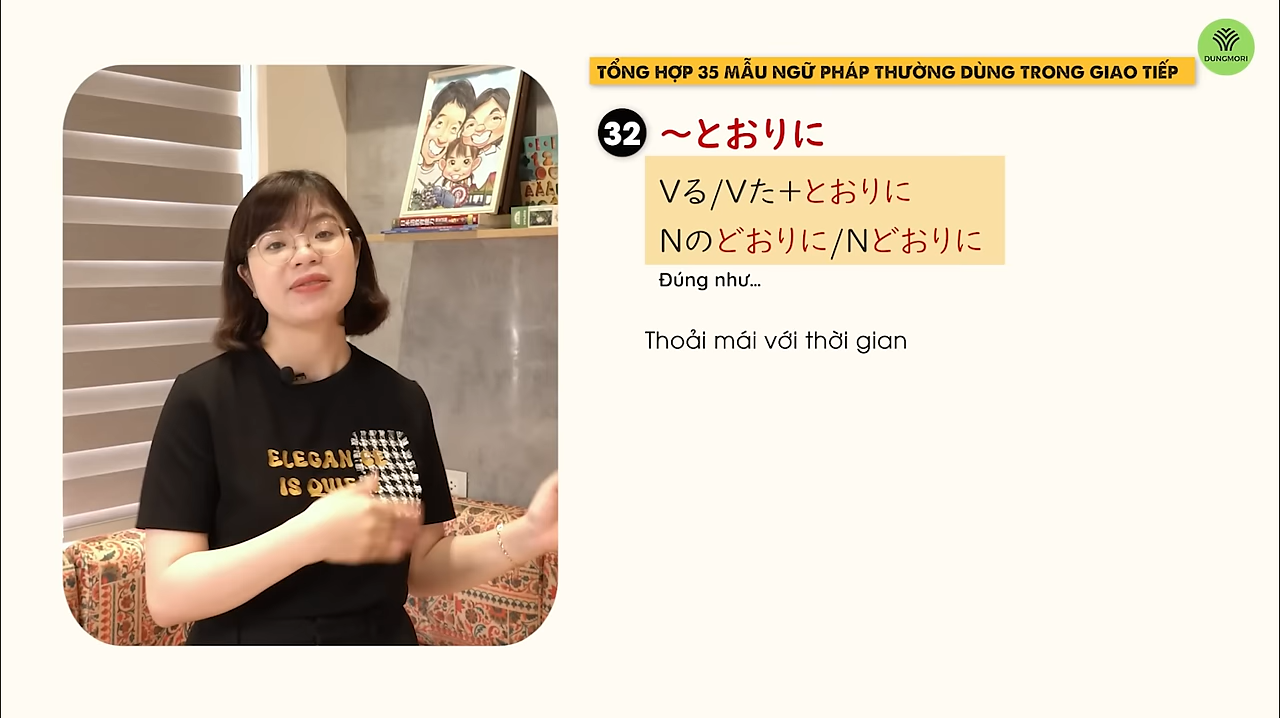 DUNGMORI
TỔNG HỢP 35 MẪU NGỮ PHÁP THƯỜNG DÙNG TRONG GIAO TIẾP
32 ～とおりに
Vる/Vた＋とおりに
Nのどおりに/Nどおりに
Đúng như...
Thoải mái với thời gian
ELEGAN
IS QUIE